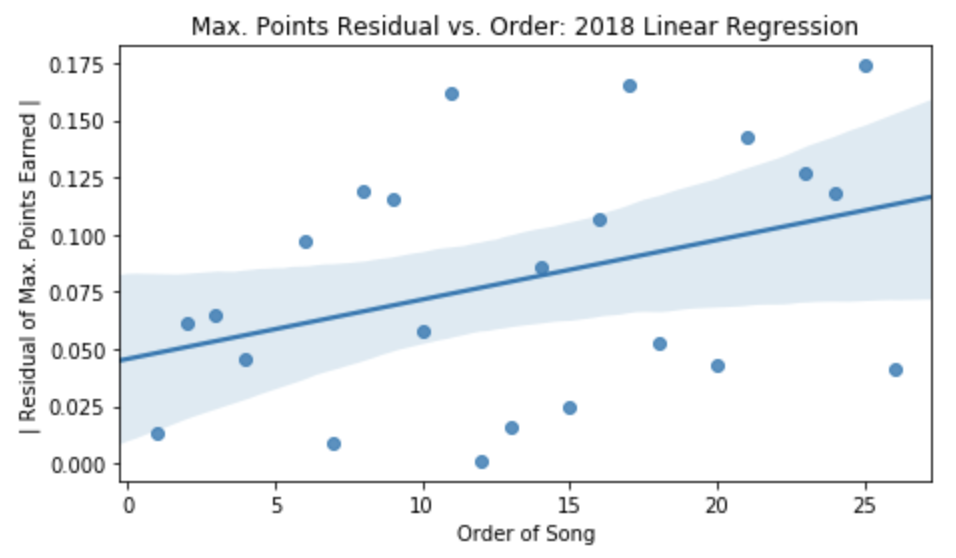 Max. Points Residual vs. Order: 2018 Linear Regression
| Residual of Max. Points Earned |
0.175
0.150
0.125
0.100
0.075
0.050
0.025
0.000
0 5 10 15 20 25
Order of Song